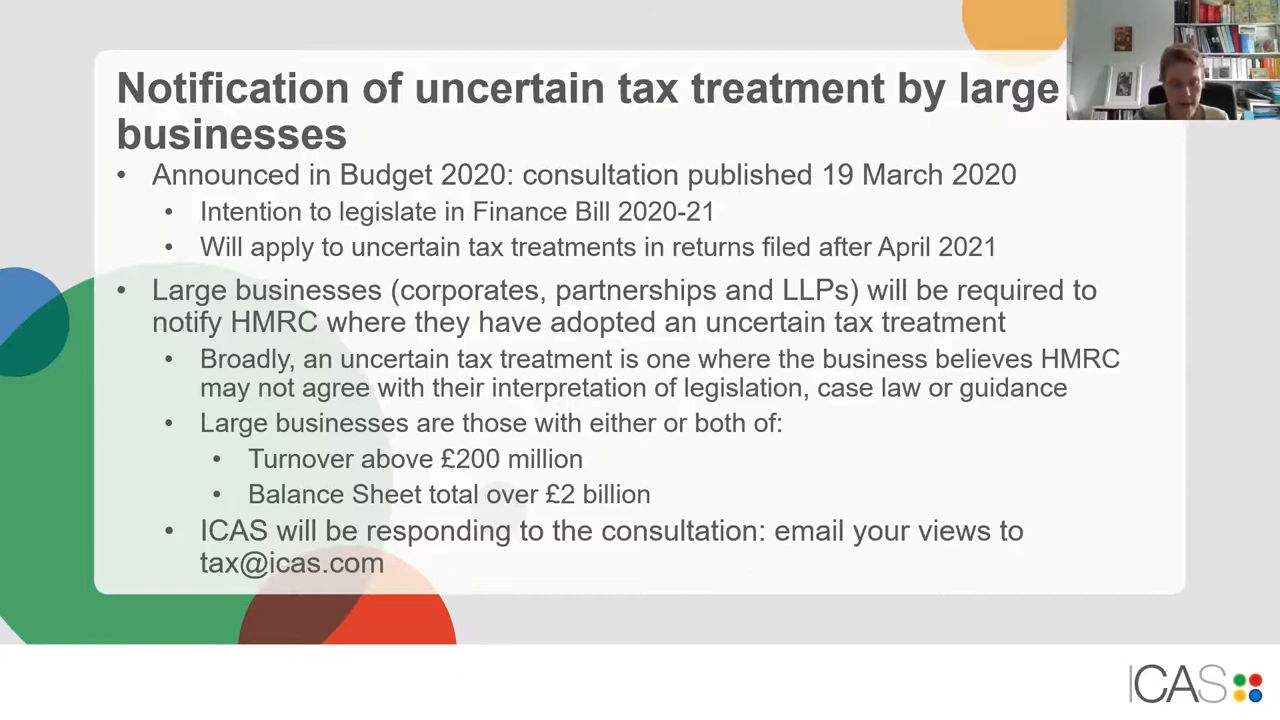 Notification of uncertain tax treatment by large
businesses
• Announced in Budget 2020: consultation published 19 March 2020
• Intention to legislate in Finance Bill 2020-21
• Will apply to uncertain tax treatments in returns filed after April 2021
• Large businesses (corporates, partnerships and LLPs) will be required to
notify HMRC where they have adopted an uncertain tax treatment
• Broadly, an uncertain tax treatment is one where the business believes HMRC
may not agree with their interpretation of legislation, case law or guidance
• Large businesses are those with either or both of:
• Turnover above £200 million
• Balance Sheet total over £2 billion
• ICAS will be responding to the consultation: email your views to
tax@icas.com
ICAS